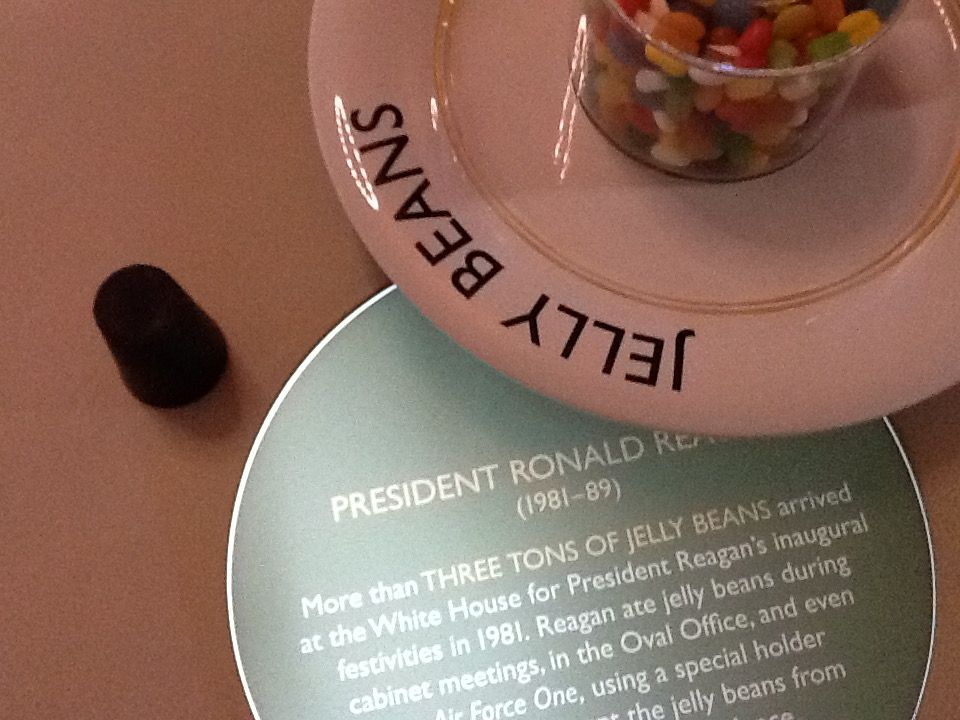 JELLY BEANS
PRESIDENT RONALD
(1981–89)
More than THREE TONS OF JELLY BEANS arrived
at the White House for President Reagan's inaugural
festivities in 1981. Reagan ate jelly beans during
cabinet meetings, in the Oval Office, and even
Air Force One, using a special holder
the jelly beans from